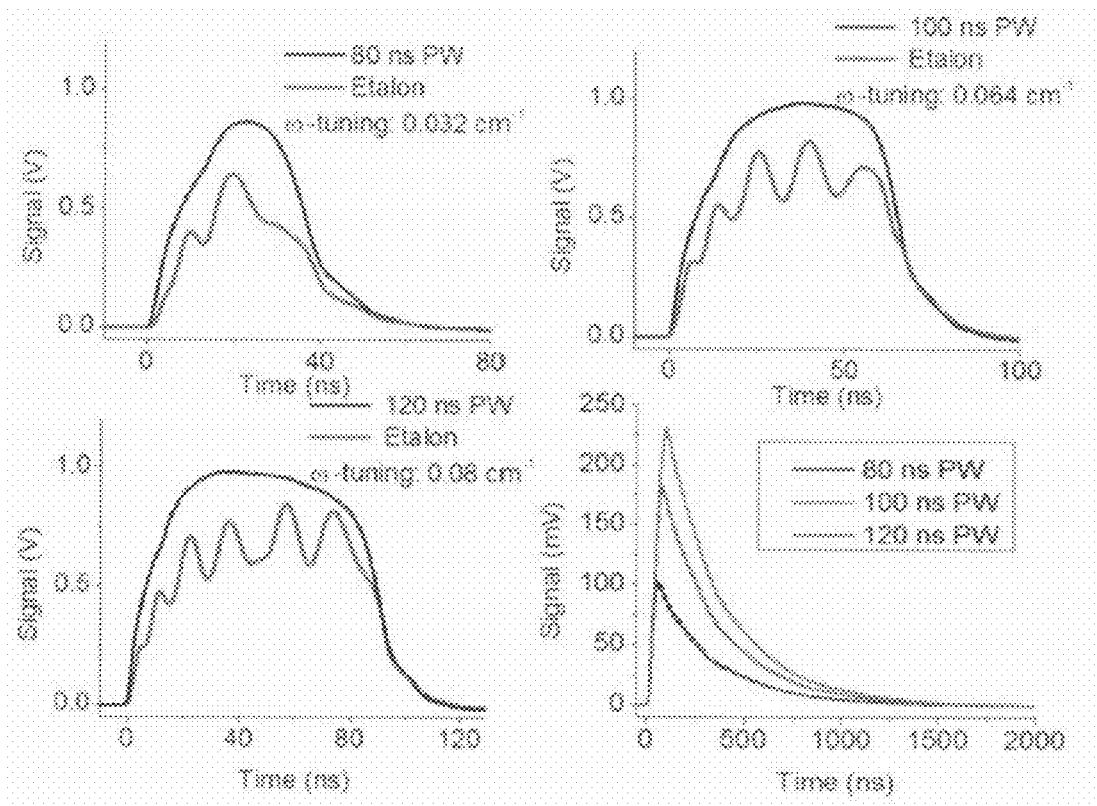 80 ns PW
Etalon
ω-tuning: 0.032 cm⁻¹
Signal (V)
1.0
0.5
0.0
0
40
80
Time (ns)
100 ns PW
Etalon
ω-tuning: 0.064 cm⁻¹
Signal (V)
1.0
0.5
0.0
0
50
100
Time (ns)
120 ns PW
Etalon
ω-tuning: 0.08 cm⁻¹
Signal (V)
1.0
0.5
0.0
0
40
80
120
Time (ns)
80 ns PW
100 ns PW
120 ns PW
Signal (mV)
250
200
150
100
50
0
0
500
1000
1500
2000
Time (ns)